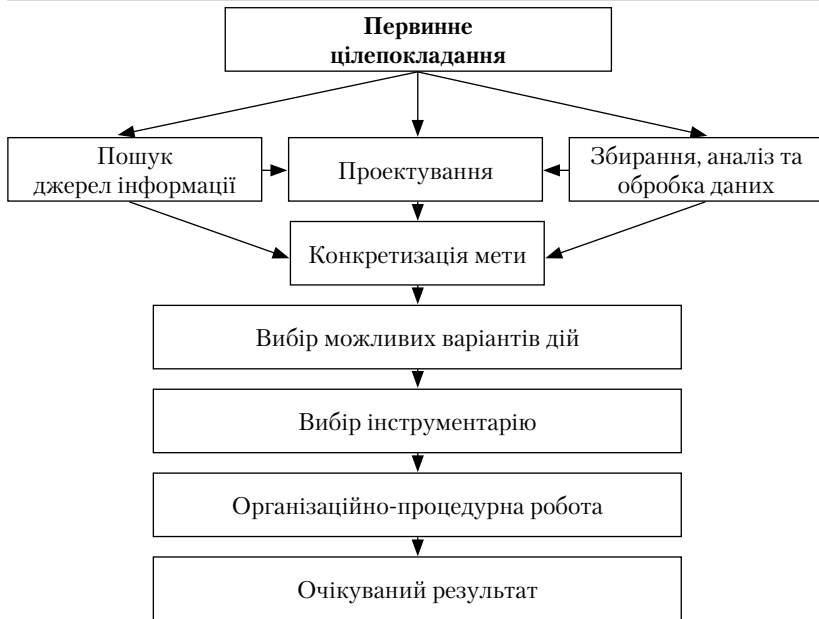 Первинне
цілепокладання
Пошук
джерел інформації
Проектування
Збирання, аналіз та
обробка даних
Конкретизація мети
Вибір можливих варіантів дій
Вибір інструментарію
Організаційно-процедурна робота
Очікуваний результат